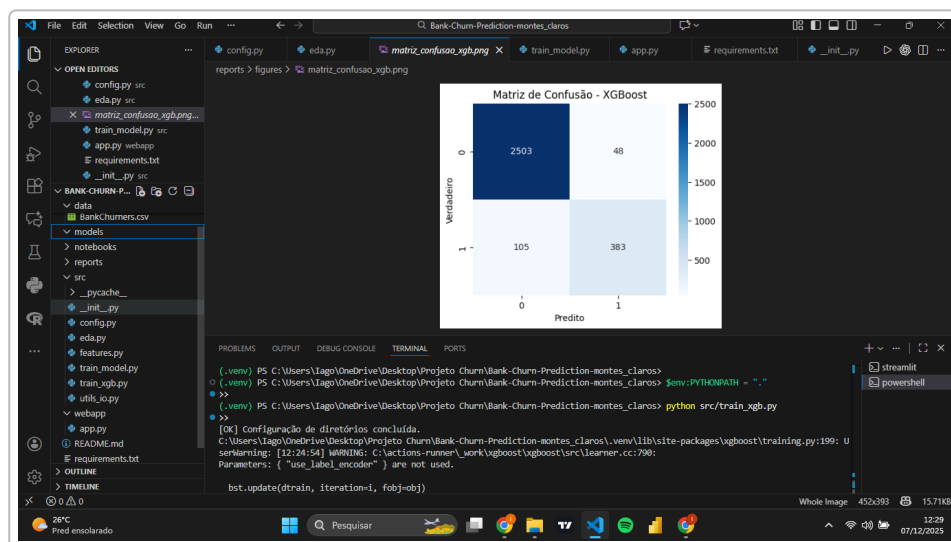 File Edit Selection View Go Run ··· Bank-Churn-Prediction-montes_claros
EXPLORER ···
config.py eda.py matriz_confusao_xgb.png train_model.py app.py requirements.txt _init_.py
reports > figures > matriz_confusao_xgb.png
OPEN EDITORS
config.py src
eda.py src
matriz_confusao_xgb.png...
train_model.py src
app.py webapp
requirements.txt
_init_.py src
BANK-CHURN-P...
data
BankChurners.csv
models
notebooks
reports
src
__pycache__
_init_.py
config.py
eda.py
features.py
train_model.py
train_xgb.py
utils_io.py
webapp
app.py
README.md
requirements.txt
OUTLINE
TIMELINE
Matriz de Confusão - XGBoost
Verdadeiro
0
2503 48
1
105 383
0 1
Predito
2500
2000
1500
1000
500
PROBLEMS OUTPUT DEBUG CONSOLE TERMINAL PORTS
(.venv) PS C:\Users\Iago\OneDrive\Desktop\Projeto Churn\Bank-Churn-Prediction-montes_claros>
(.venv) PS C:\Users\Iago\OneDrive\Desktop\Projeto Churn\Bank-Churn-Prediction-montes_claros> $env:PYTHONPATH = "."
>>
(.venv) PS C:\Users\Iago\OneDrive\Desktop\Projeto Churn\Bank-Churn-Prediction-montes_claros> python src/train_xgb.py
>>
[OK] Configuração de diretórios concluída.
C:\Users\Iago\OneDrive\Desktop\Projeto Churn\Bank-Churn-Prediction-montes_claros\.venv\lib\site-packages\xgboost\training.py:199: U
serWarning: [12:24:54] WARNING: C:\actions-runner\_work\xgboost\xgboost\src\learner.cc:790:
Parameters: { "use_label_encoder" } are not used.
bst.update(dtrain, iteration=i, fobj=obj)
streamlit
powershell
0 0 Whole Image 452x393 15.71KB
26°C
Pred ensolarado
Pesquisar
12:29
07/12/2025